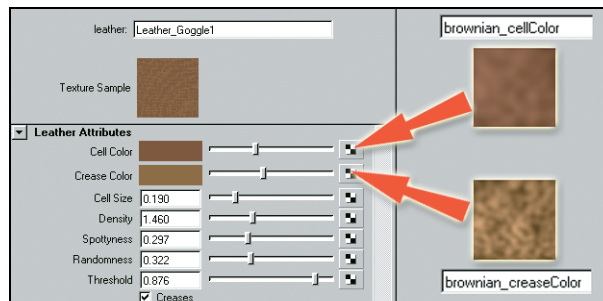 leather: Leather_Goggle1
brownian_cellColor
Texture Sample
Leather Attributes
Cell Color
Crease Color
Cell Size 0.190
Density 1.460
Spottyness 0.297
Randomness 0.322
Threshold 0.876
Creases
brownian_creaseColor